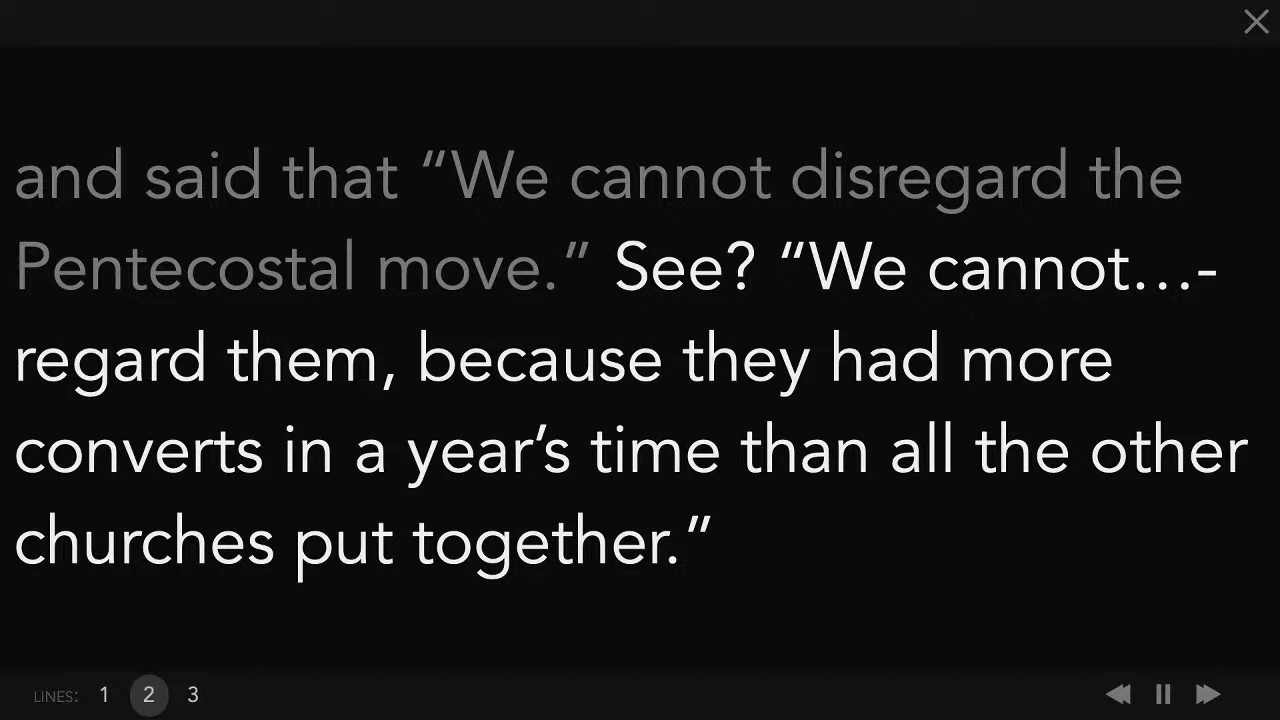 and said that “We cannot disregard the
Pentecostal move.” See? “We cannot…-
regard them, because they had more
converts in a year’s time than all the other
churches put together.”
LINES: 1 2 3